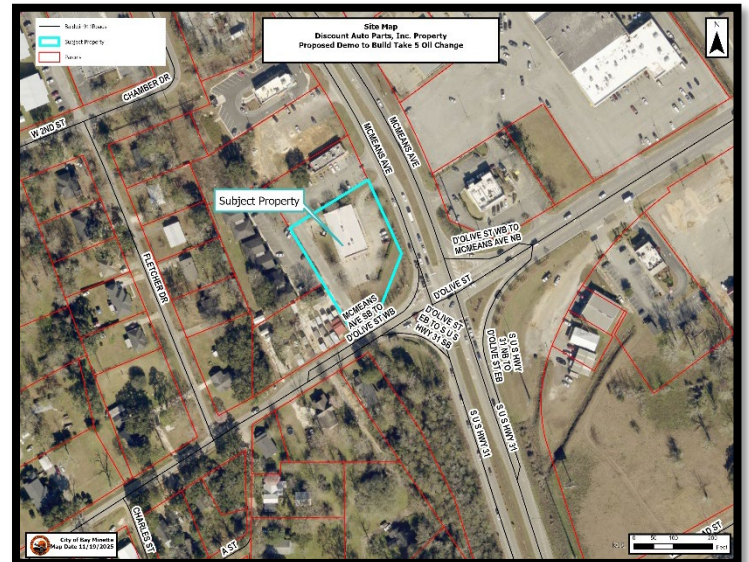 Subject Property
Parcels
Site Map
Discount Auto Parts, Inc. Property
Proposed Demo to Build Take 5 Oil Change
N
CHAMBER DR
W 2ND ST
MCMEANS AVE
MCMEANS AVE
Subject Property
D'OLIVE ST WB TO
MCMEANS AVE NB
FLETCHER DR
D'OLIVE ST
MCMEANS
AVE SB TO
D'OLIVE ST WB
D'OLIVE ST
EB TO S U S
HWY 31 SB
S U S HWY
31 NB TO
D'OLIVE ST EB
S U S HWY 31
S U S HWY 31
CHARLES ST
A ST
City of Bay Minette
Map Date 11/19/2025
0 50 100 200
Feet